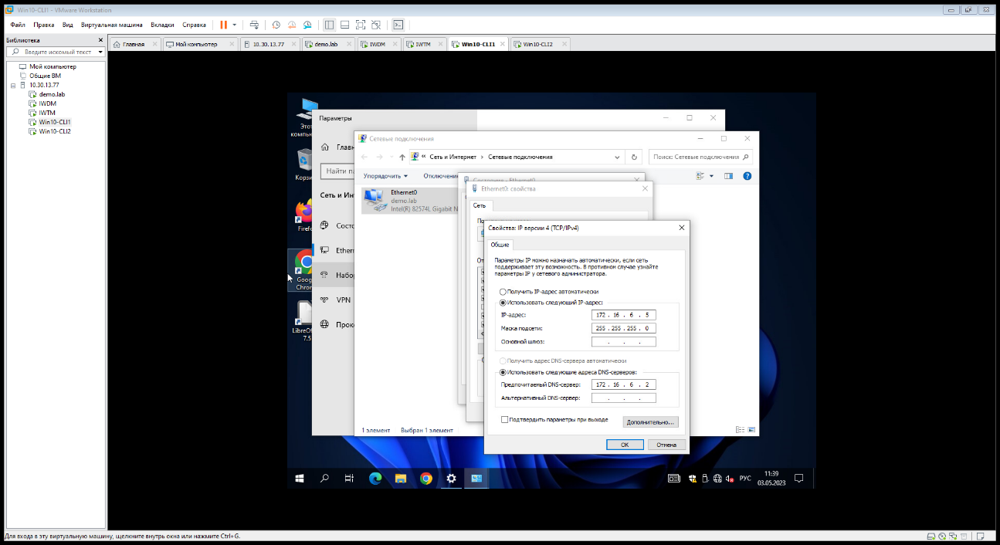 Win10-CLI1 - VMware Workstation
Файл Правка Вид Виртуальная машина Вкладки Справка
Библиотека
Введите искомый текст
Главная Мой компьютер 10.30.13.77 demo.lab IWDM IWTM Win10-CLI1 Win10-CLI2
Мой компьютер
Общие ВМ
10.30.13.77
demo.lab
IWDM
IWTM
Win10-CLI1
Win10-CLI2
Этот
компью
Корзи
Firefo
Goog
Chron
LibreOf
7.5
Параметры
Главн
Найти па
Сеть и Ин
Состо
Ethern
Набор
VPN
Прокс
Сетевые подключения
« Сеть и Интернет › Сетевые подключения
Поиск: Сетевые подключения
Упорядочить
Отключение
Ethernet0
demo.lab
Intel(R) 82574L Gigabit N
1 элемент Выбран 1 элемент
Состояние - Ethernet0
Ethernet0: свойства
Сеть
Свойства: IP версии 4 (TCP/IPv4)
Общие
Параметры IP можно назначать автоматически, если сеть
поддерживает эту возможность. В противном случае узнайте
параметры IP у сетевого администратора.
Получить IP-адрес автоматически
Использовать следующий IP-адрес:
IP-адрес: 172 . 16 . 6 . 5
Маска подсети: 255 . 255 . 255 . 0
Основной шлюз: . . .
Получить адрес DNS-сервера автоматически
Использовать следующие адреса DNS-серверов:
Предпочитаемый DNS-сервер: 172 . 16 . 6 . 2
Альтернативный DNS-сервер: . . .
Подтвердить параметры при выходе
Дополнительно...
ОК Отмена
РУС
11:39
03.05.2023
Для входа в эту виртуальную машину, щелкните внутрь окна или нажмите Ctrl+G.